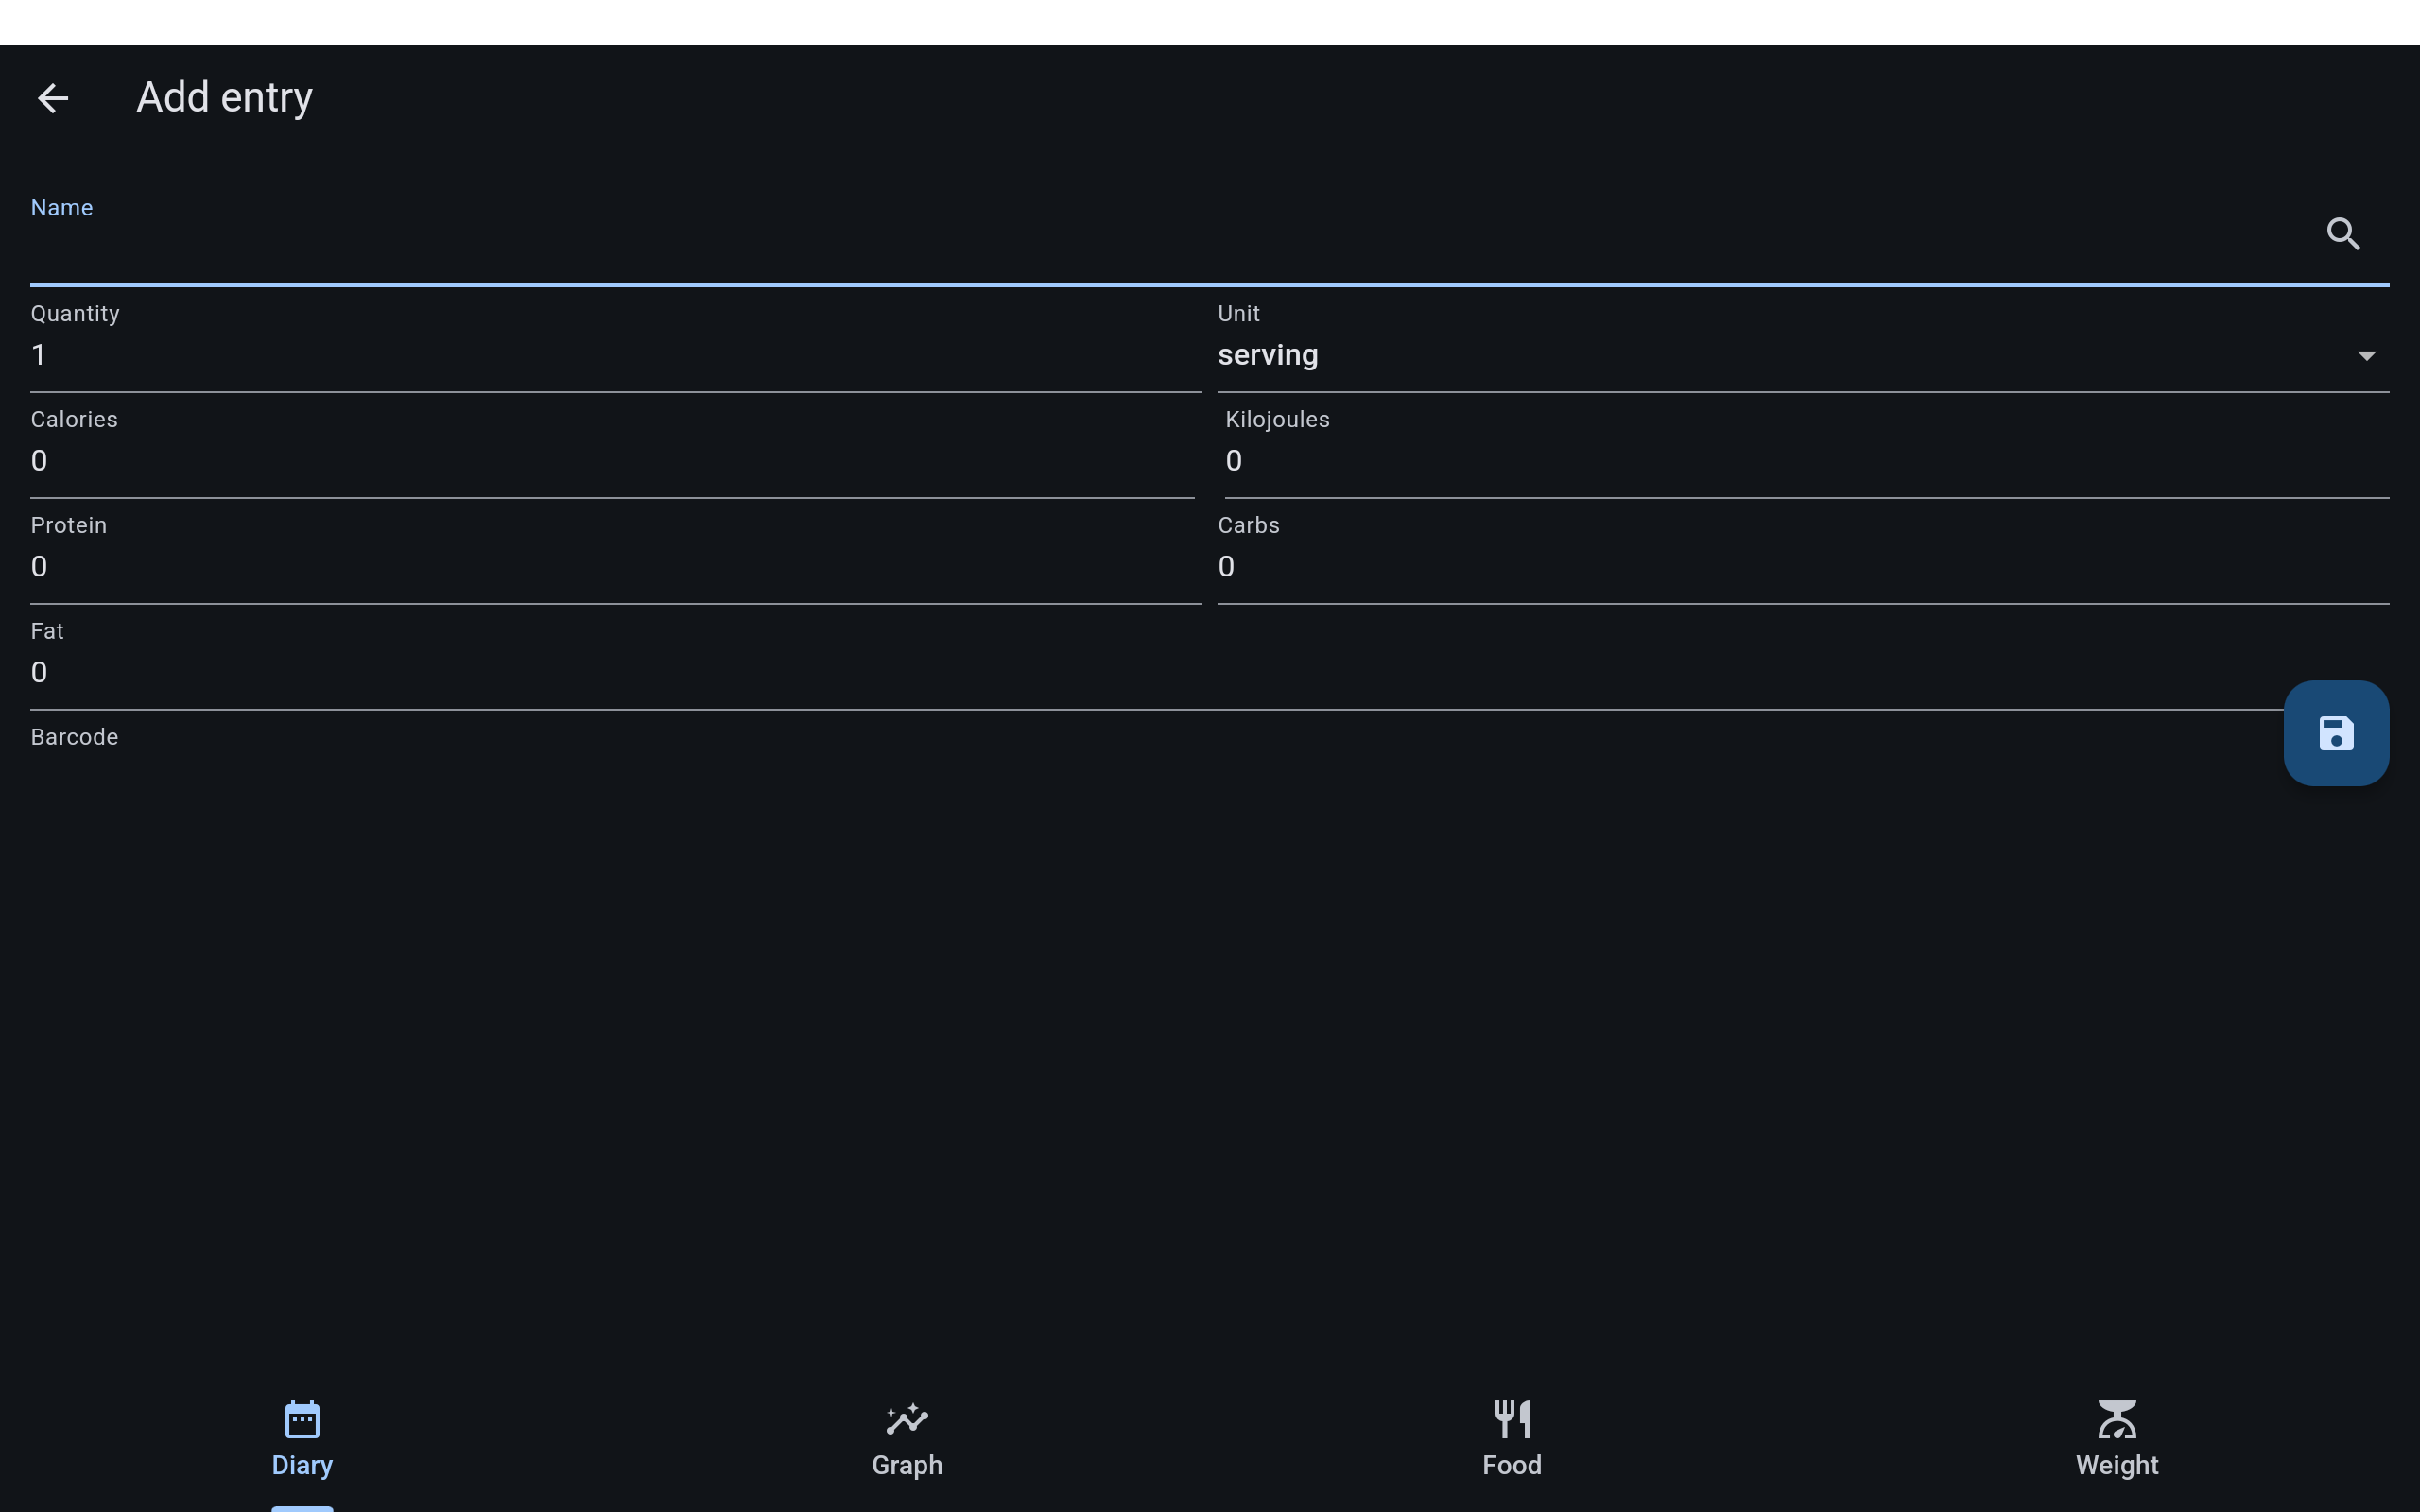 Add entry
Name
Quantity
1
Unit
serving
Calories
0
Kilojoules
0
Protein
0
Carbs
0
Fat
0
Barcode
Diary
Graph
Food
Weight